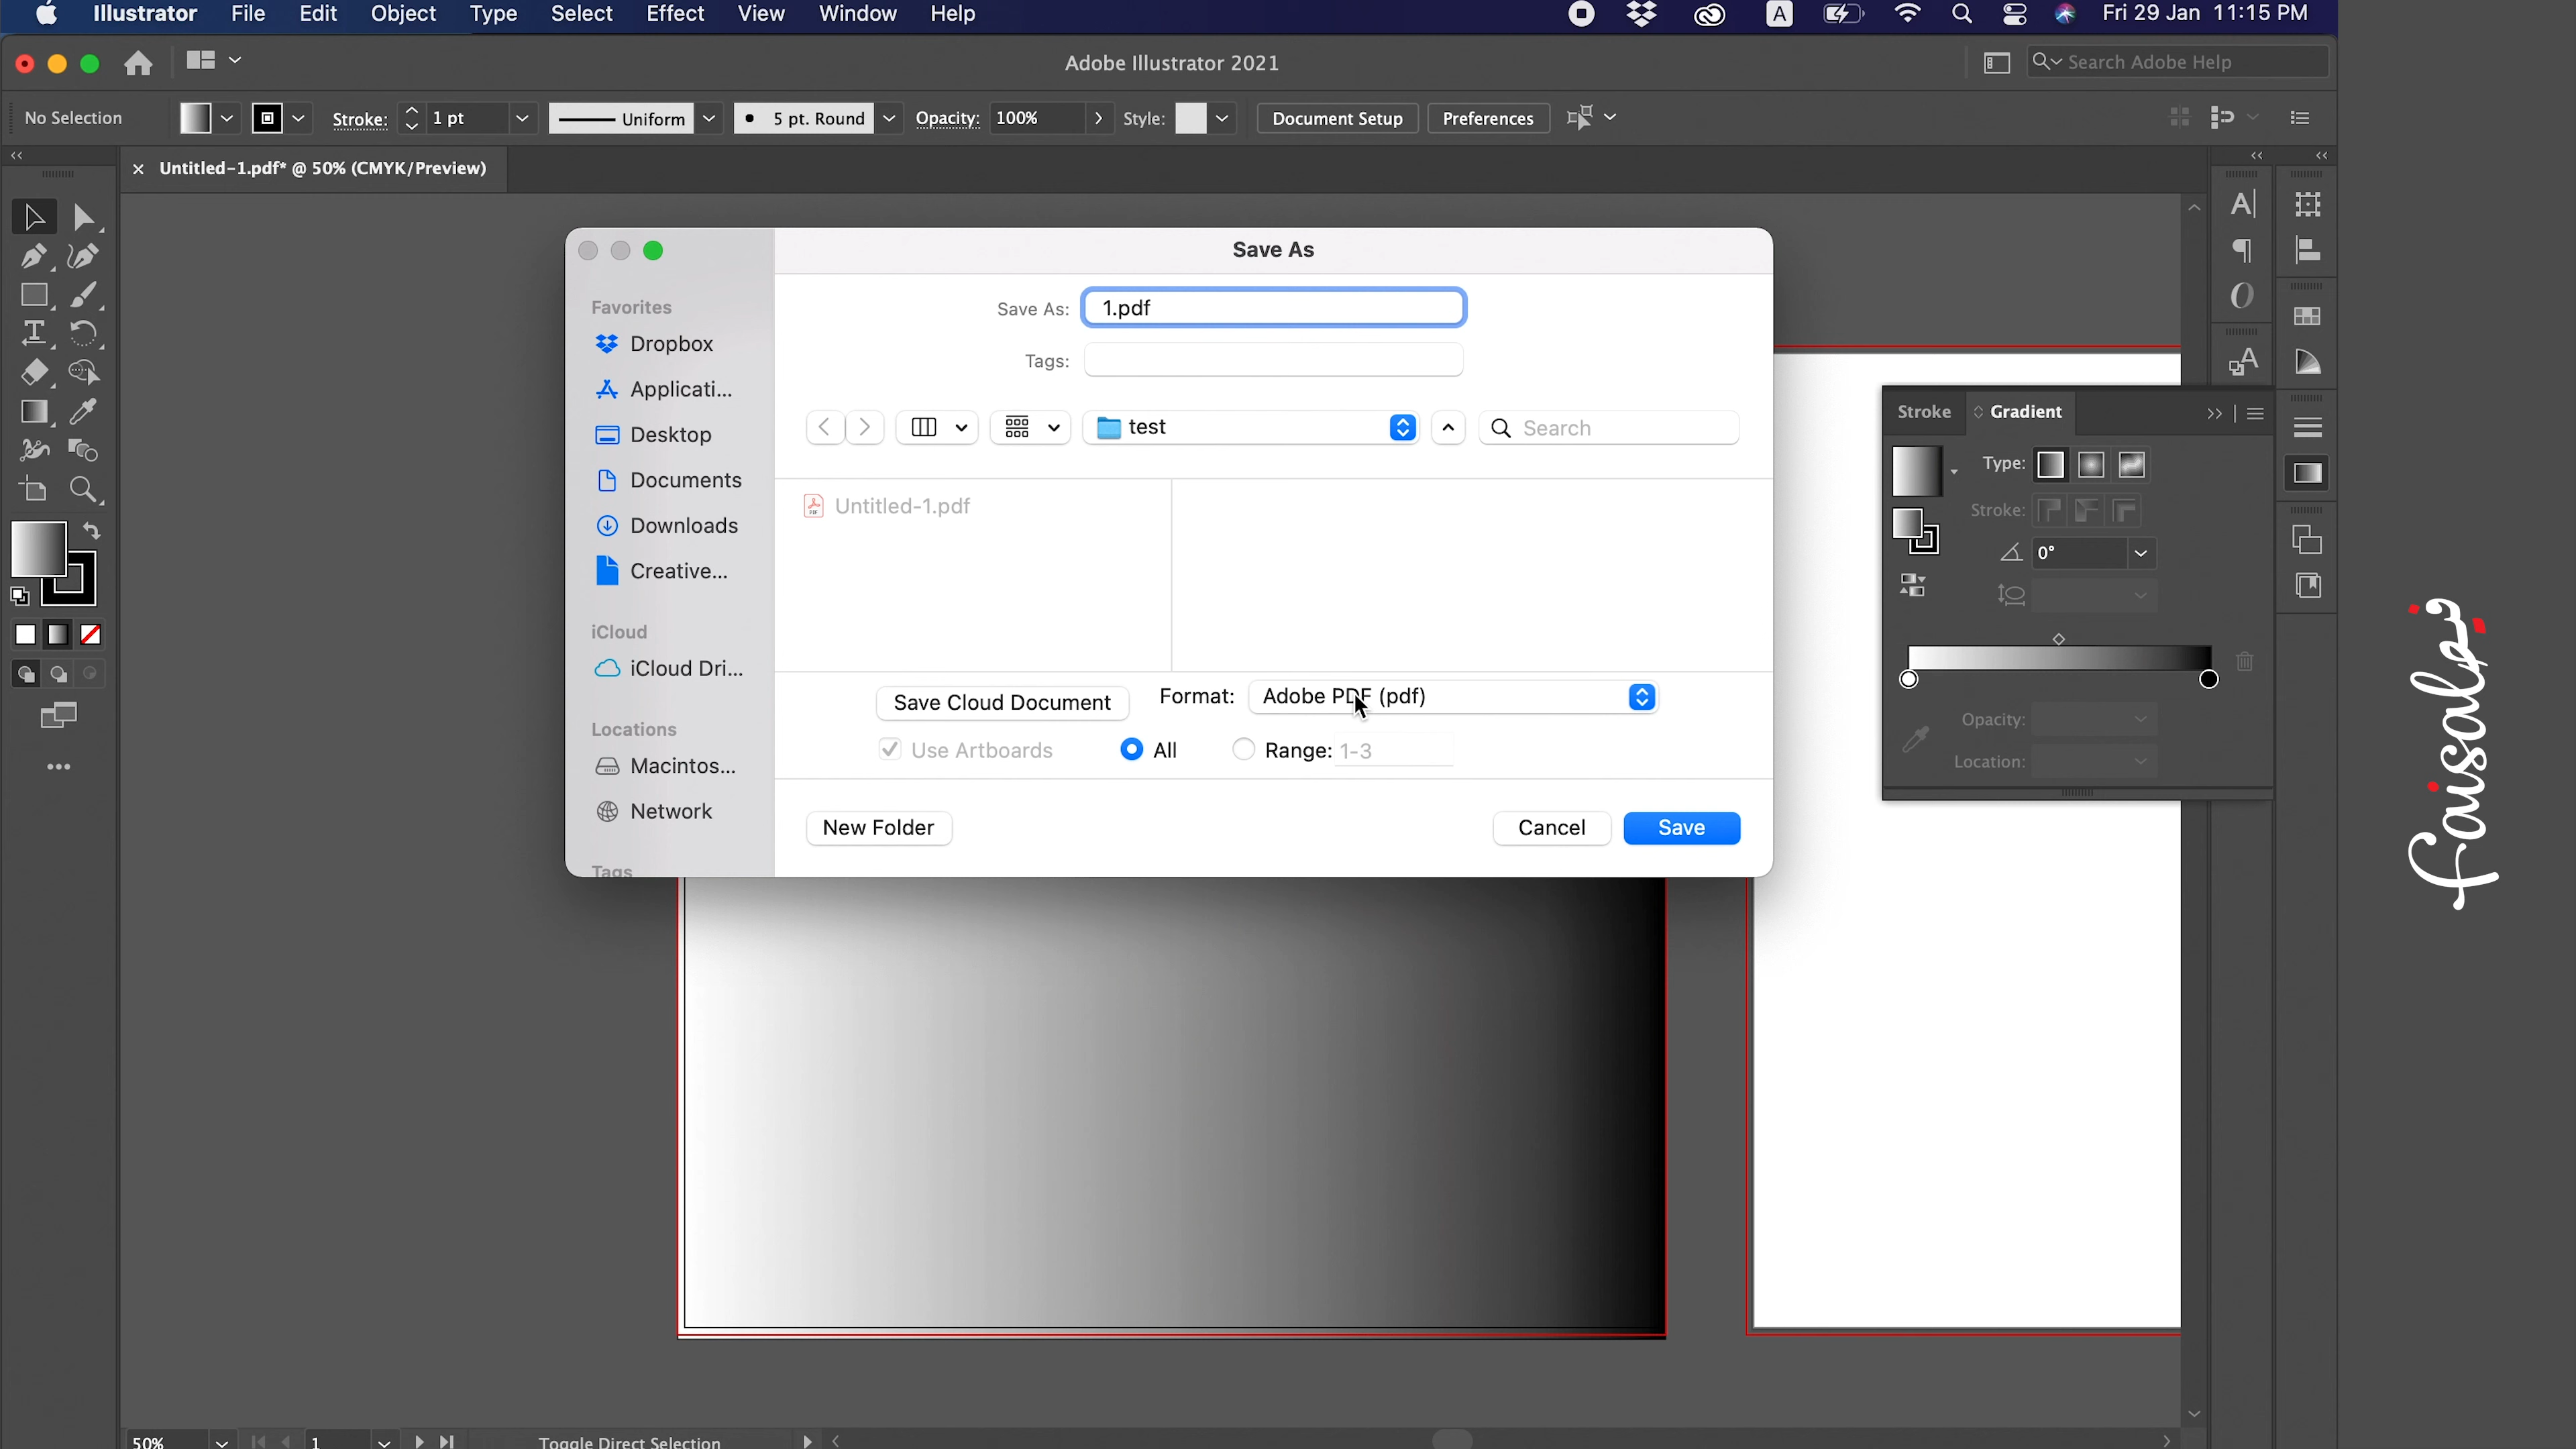 Illustrator File Edit Object Type Select Effect View Window Help A Fri 29 Jan 11:15 PM
Adobe Illustrator 2021 Search Adobe Help
No Selection Stroke: 1 pt Uniform 5 pt. Round Opacity: 100% Style: Document Setup Preferences
Untitled-1.pdf* @ 50% (CMYK/Preview)
Save As
Save As: 1.pdf
Tags:
Favorites
Dropbox
Applicati...
Desktop
Documents
Downloads
Creative...
iCloud
iCloud Dri...
Locations
Macintos...
Network
Tags
test Search
Untitled-1.pdf
Save Cloud Document Format: Adobe PDF (pdf)
Use Artboards All Range: 1-3
New Folder Cancel Save
Stroke Gradient
Type:
Stroke:
0°
Opacity:
Location:
faisalsj
50% 1 Toggle Direct Selection